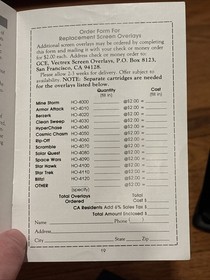 Order Form For
Replacement Screen Overlays
Additional screen overlays may be ordered by completing
this form and mailing it with your check or money order
for $2.00 each. Address check or money order to:
GCE, Vectrex Screen Overlays, P.O. Box 8123,
San Francisco, CA 94128.
Please allow 2-3 weeks for delivery. Offer subject to
availability. NOTE: Separate cartridges are needed
for the overlays listed below.
Quantity Cost
(fill in) (fill in)
Mine Storm HO-4000 @$2.00 =
Armor Attack HO-4010 @$2.00 =
Berzerk HO-4020 @$2.00 =
Clean Sweep HO-4030 @$2.00 =
HyperChase HO-4040 @$2.00 =
Cosmic Chasm HO-4050 @$2.00 =
Rip-Off HO-4060 @$2.00 =
Scramble HO-4070 @$2.00 =
Solar Quest HO-4080 @$2.00 =
Space Wars HO-4090 @$2.00 =
Star Hawk HO-4100 @$2.00 =
Star Trek HO-4110 @$2.00 =
Blitz! HO-4120 @$2.00 =
OTHER @$2.00 =
(specify)
Total Overlays Total
Ordered Cost $
CA Residents Add 6% Sales Tax $
Total Amount Enclosed $
Name Phone
Address
City State Zip